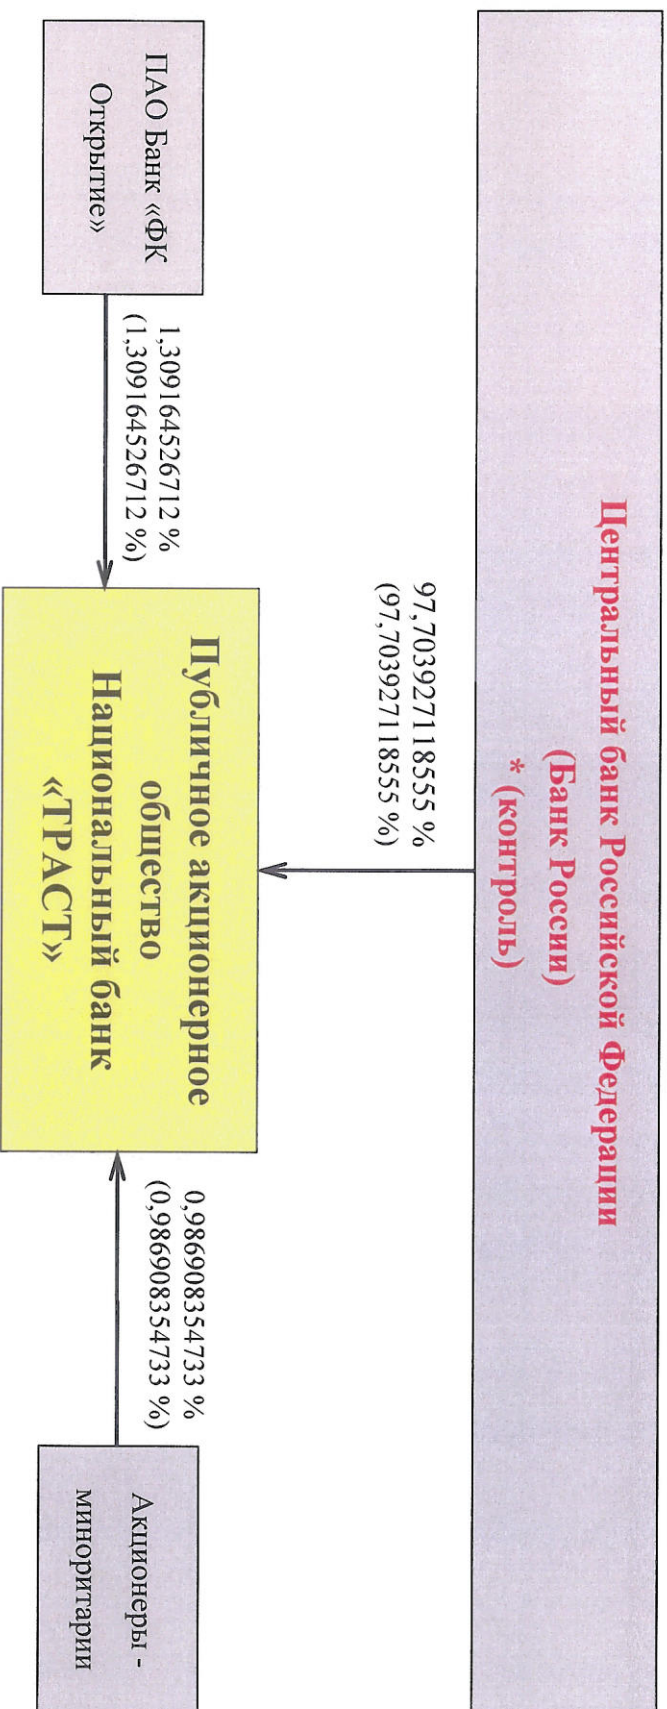 Центральный банк Российской Федерации
(Банк России)
* (контроль)
97,703927118555 %
(97,703927118555 %)
ПАО Банк «ФК
Открытие»
1,309164526712 %
(1,309164526712 %)
Публичное акционерное
общество
Национальный банк
«ТРАСТ»
0,986908354733 %
(0,986908354733 %)
Акционеры -
миноритарии